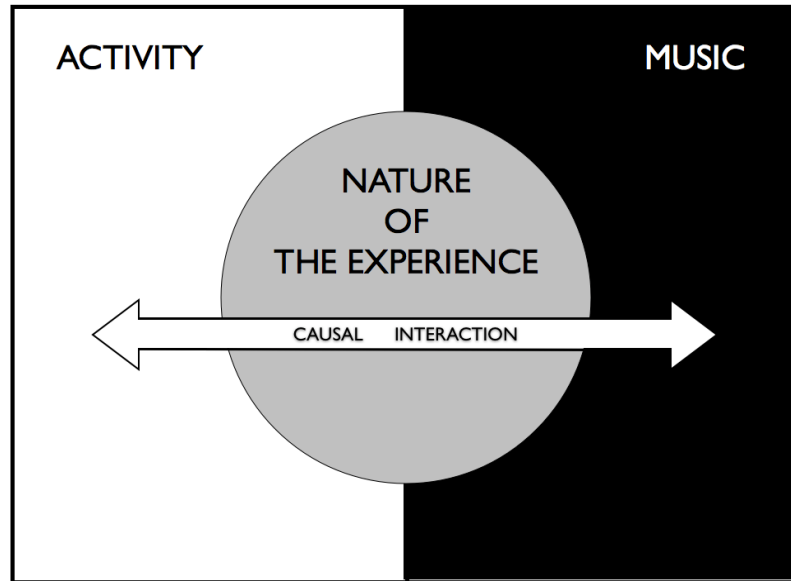 ACTIVITY
MUSIC
NATURE
OF
THE EXPERIENCE
CAUSAL INTERACTION